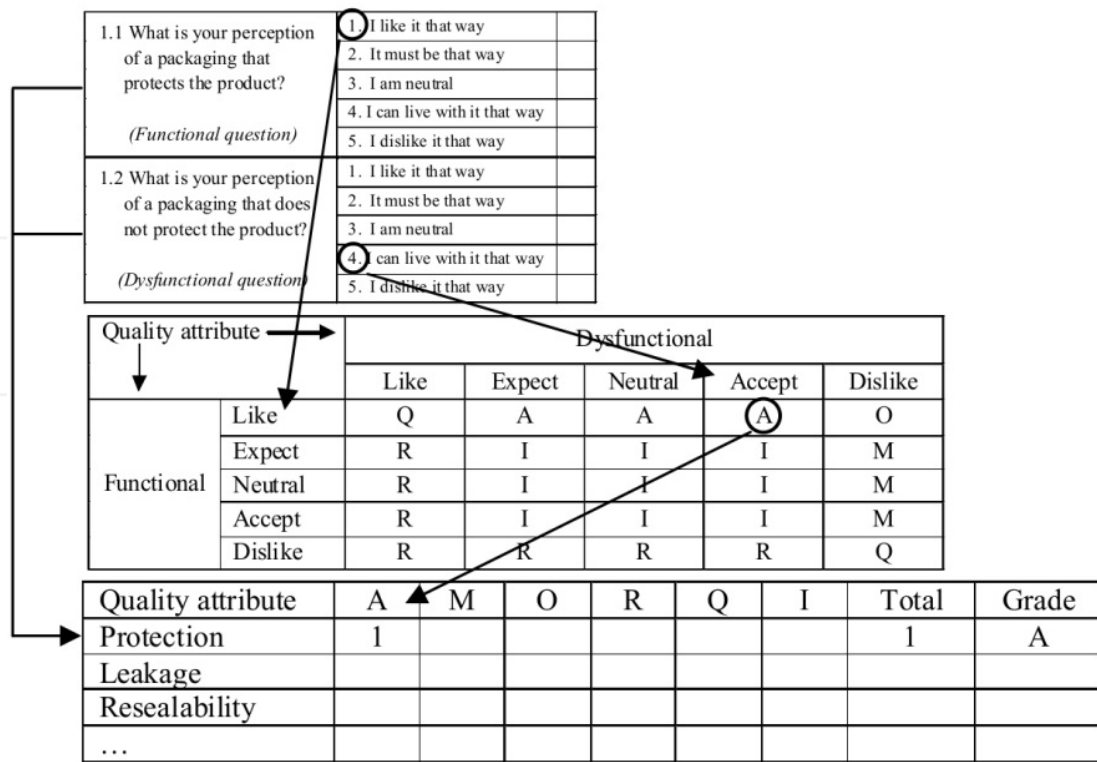 1.1 What is your perception
of a packaging that
protects the product?
(Functional question)
1. I like it that way
2. It must be that way
3. I am neutral
4. I can live with it that way
5. I dislike it that way
1.2 What is your perception
of a packaging that does
not protect the product?
(Dysfunctional question)
1. I like it that way
2. It must be that way
3. I am neutral
4. I can live with it that way
5. I dislike it that way
Quality attribute Dysfunctional
Like Expect Neutral Accept Dislike
Functional
Like Q A A A O
Expect R I I I M
Neutral R I I I M
Accept R I I I M
Dislike R R R R Q
Quality attribute A M O R Q I Total Grade
Protection 1 1 A
Leakage
Resealability
...